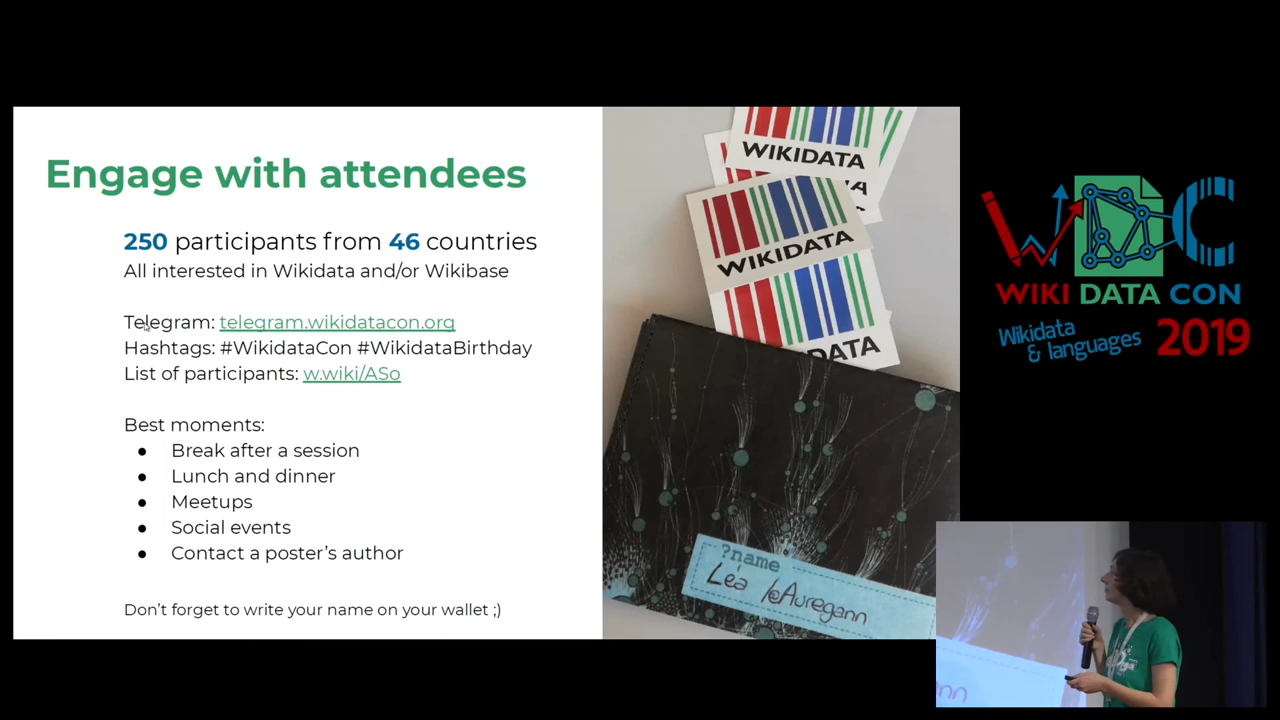 Engage with attendees
250 participants from 46 countries
All interested in Wikidata and/or Wikibase
Telegram: telegram.wikidatacon.org
Hashtags: #WikidataCon #WikidataBirthday
List of participants: w.wiki/ASo
Best moments:
● Break after a session
● Lunch and dinner
● Meetups
● Social events
● Contact a poster's author
Don't forget to write your name on your wallet ;)
WIKIDATA
WIKIDATA
DATA
?name
Léa /@Auregann
WDC
WIKI DATA CON
Wikidata
& languages
2019